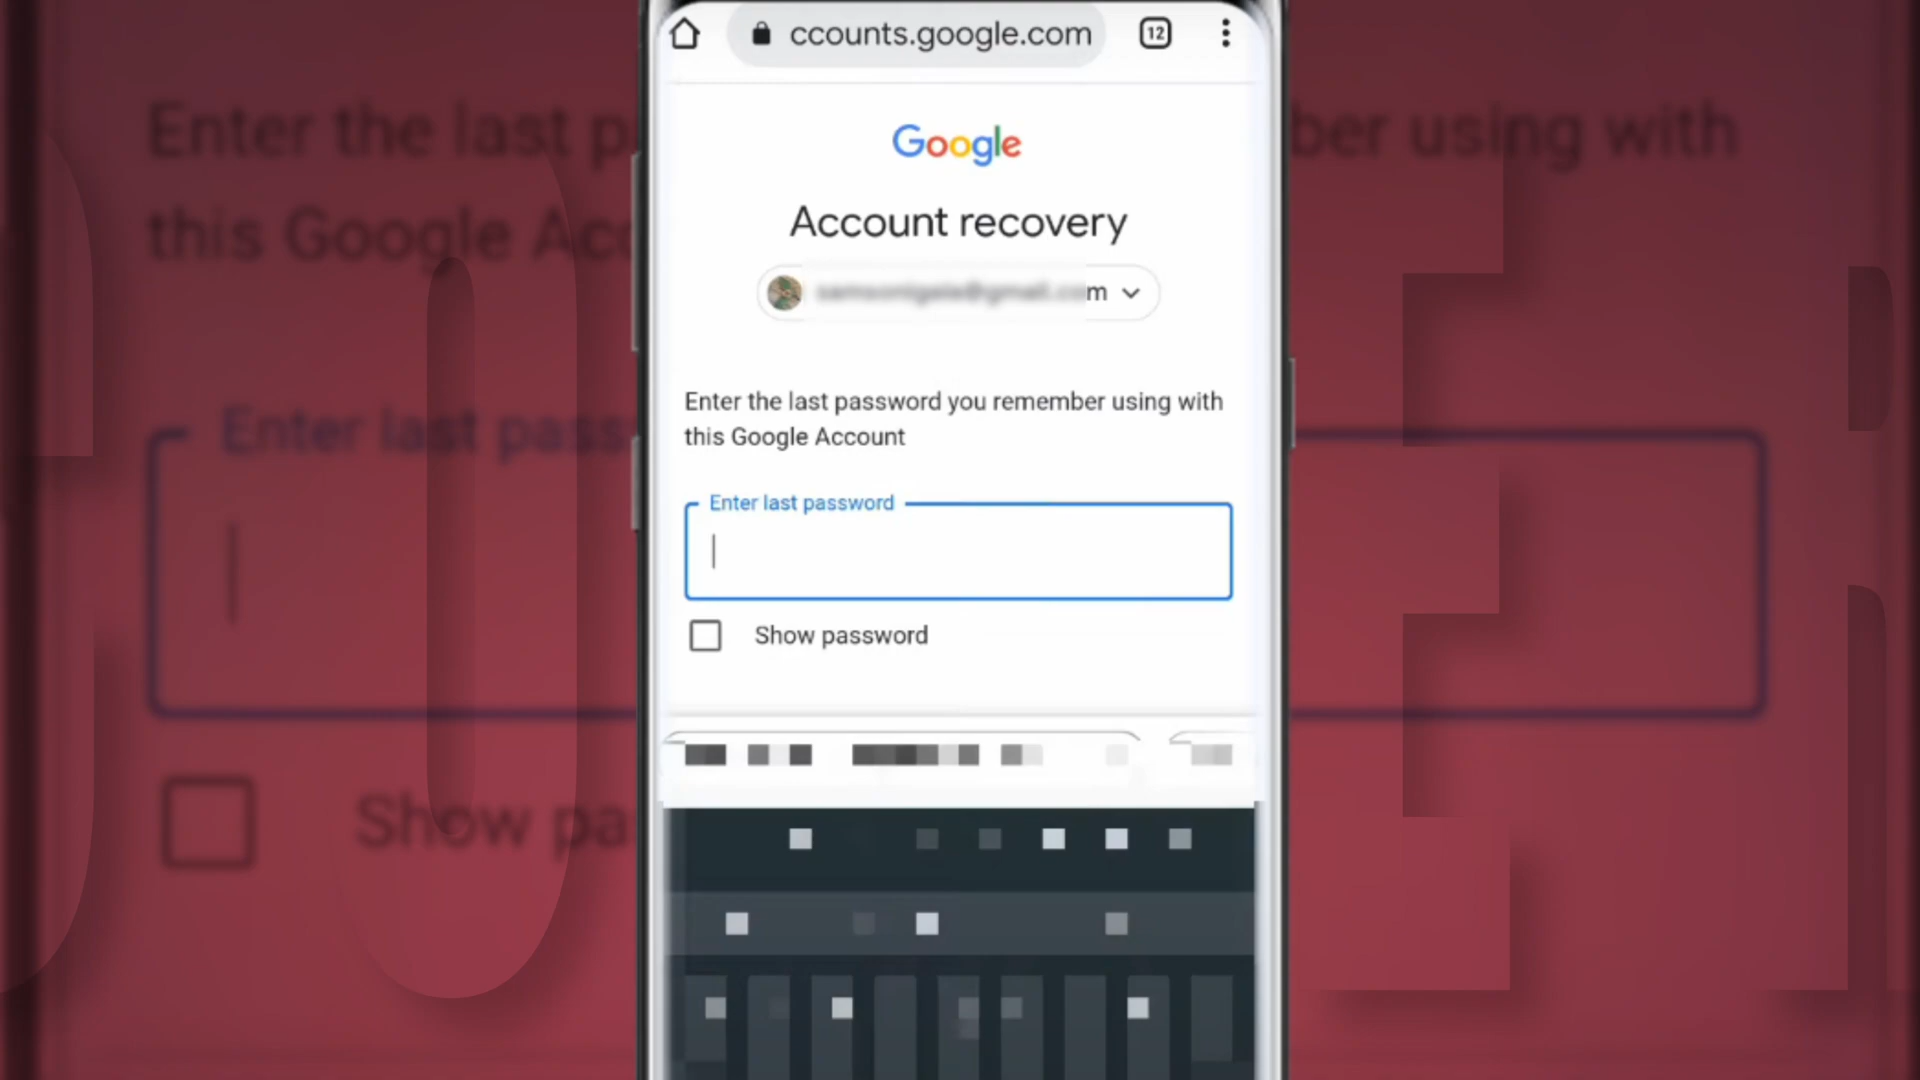 ccounts.google.com
12
Google
Account recovery
m
Enter the last password you remember using with
this Google Account
Enter last password
Show password
Enter the last p
ber using with
this Google Acc
Enter last pass
Show pa